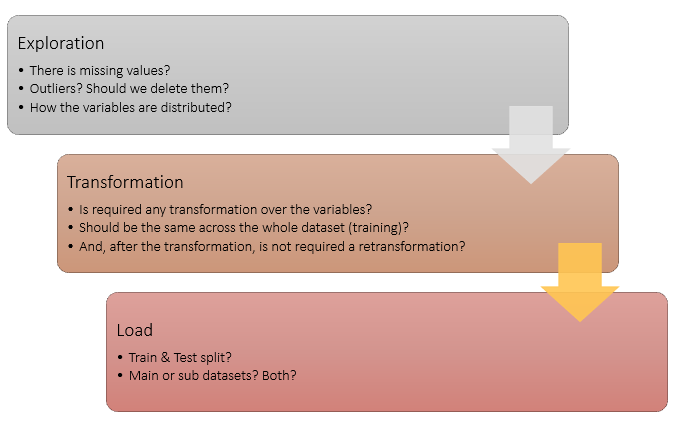 Exploration
• There is missing values?
• Outliers? Should we delete them?
• How the variables are distributed?
Transformation
• Is required any transformation over the variables?
• Should be the same across the whole dataset (training)?
• And, after the transformation, is not required a retransformation?
Load
• Train & Test split?
• Main or sub datasets? Both?